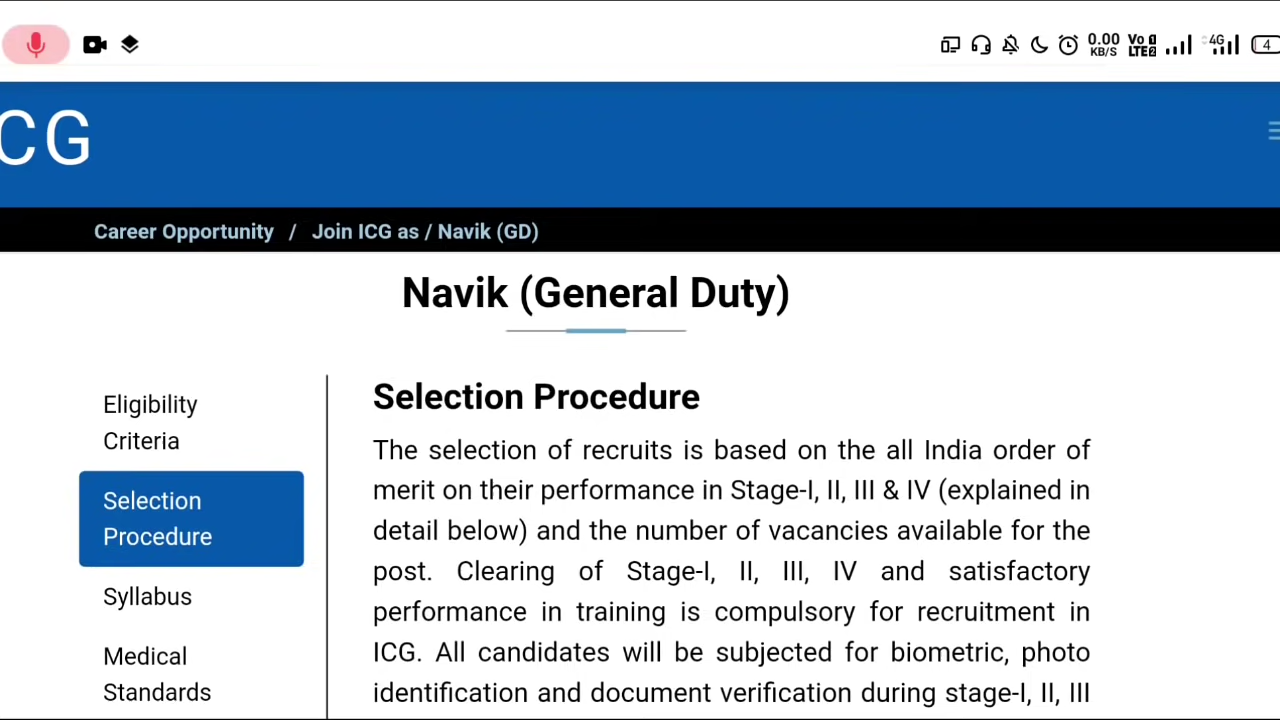 0.00 KB/S Vo 1 LTE 2 4G 4
CG
Career Opportunity / Join ICG as / Navik (GD)
Navik (General Duty)
Eligibility
Criteria
Selection
Procedure
Syllabus
Medical
Standards
Selection Procedure
The selection of recruits is based on the all India order of
merit on their performance in Stage-I, II, III & IV (explained in
detail below) and the number of vacancies available for the
post. Clearing of Stage-I, II, III, IV and satisfactory
performance in training is compulsory for recruitment in
ICG. All candidates will be subjected for biometric, photo
identification and document verification during stage-I, II, III